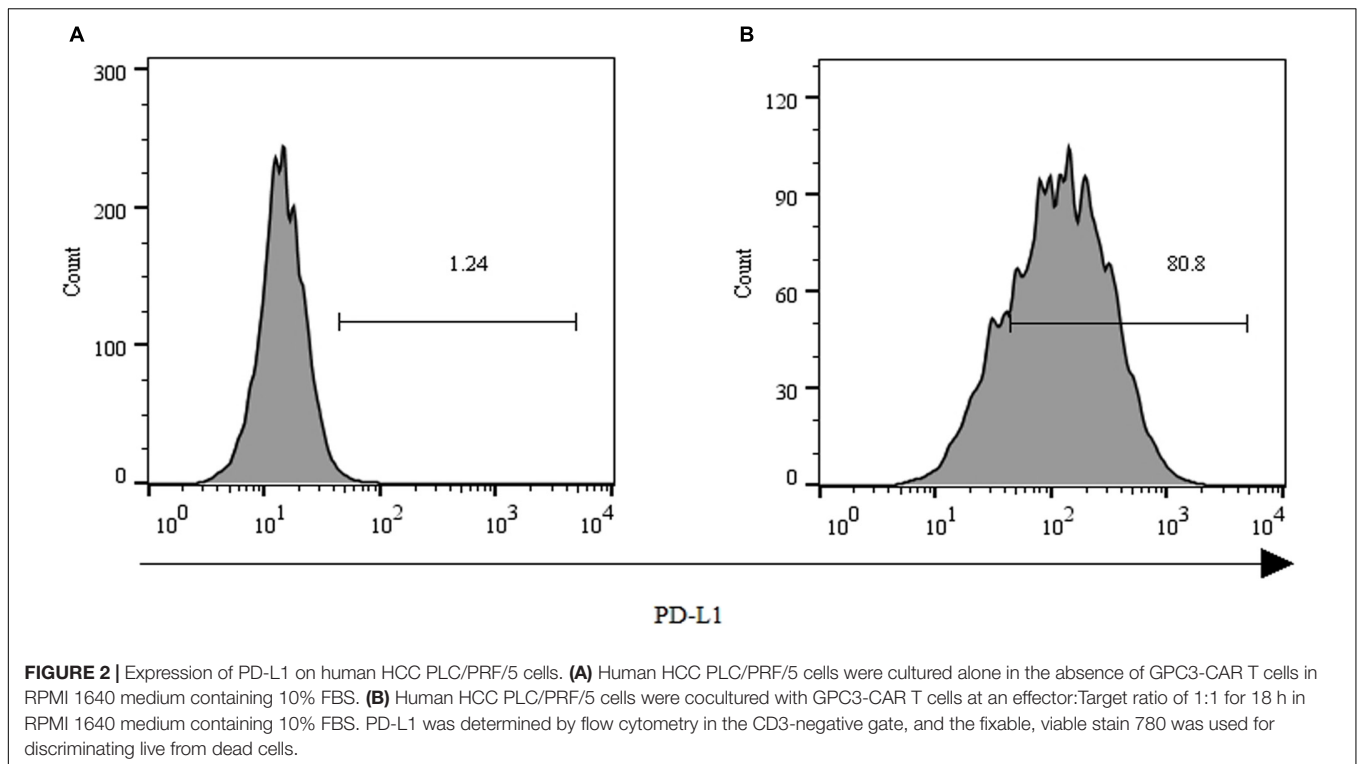 A
B
300
200
100
0
Count
1.24
10^0
10^1
10^2
10^3
10^4
120
90
60
30
0
Count
80.8
10^0
10^1
10^2
10^3
10^4
PD-L1
FIGURE 2 | Expression of PD-L1 on human HCC PLC/PRF/5 cells. (A) Human HCC PLC/PRF/5 cells were cultured alone in the absence of GPC3-CAR T cells in
RPMI 1640 medium containing 10% FBS. (B) Human HCC PLC/PRF/5 cells were cocultured with GPC3-CAR T cells at an effector:Target ratio of 1:1 for 18 h in
RPMI 1640 medium containing 10% FBS. PD-L1 was determined by flow cytometry in the CD3-negative gate, and the fixable, viable stain 780 was used for
discriminating live from dead cells.